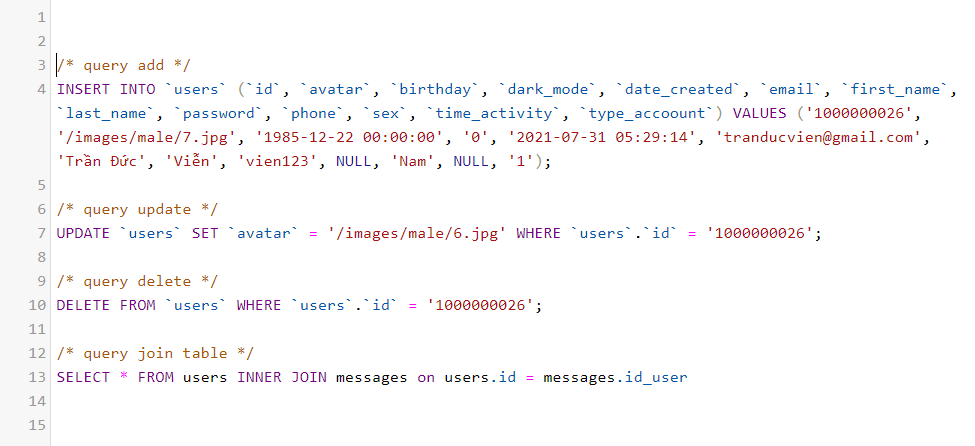 1
2
3 /* query add */
4 INSERT INTO `users` (`id`, `avatar`, `birthday`, `dark_mode`, `date_created`, `email`, `first_name`,
`last_name`, `password`, `phone`, `sex`, `time_activity`, `type_accoount`) VALUES ('1000000026',
'/images/male/7.jpg', '1985-12-22 00:00:00', '0', '2021-07-31 05:29:14', 'tranducvien@gmail.com',
'Trần Đức', 'Viễn', 'vien123', NULL, 'Nam', NULL, '1');
5
6 /* query update */
7 UPDATE `users` SET `avatar` = '/images/male/6.jpg' WHERE `users`.`id` = '1000000026';
8
9 /* query delete */
10 DELETE FROM `users` WHERE `users`.`id` = '1000000026';
11
12 /* query join table */
13 SELECT * FROM users INNER JOIN messages on users.id = messages.id_user
14
15